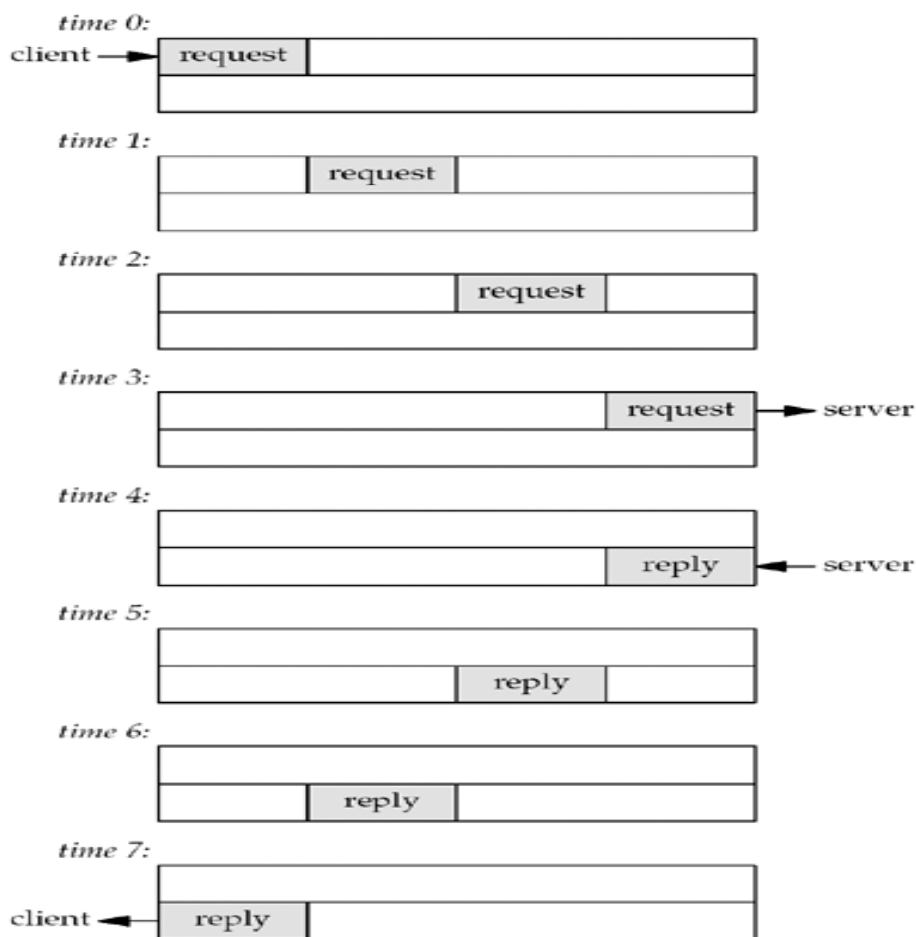 time 0:
client request
time 1:
request
time 2:
request
time 3:
request server
time 4:
reply server
time 5:
reply
time 6:
reply
time 7:
client reply